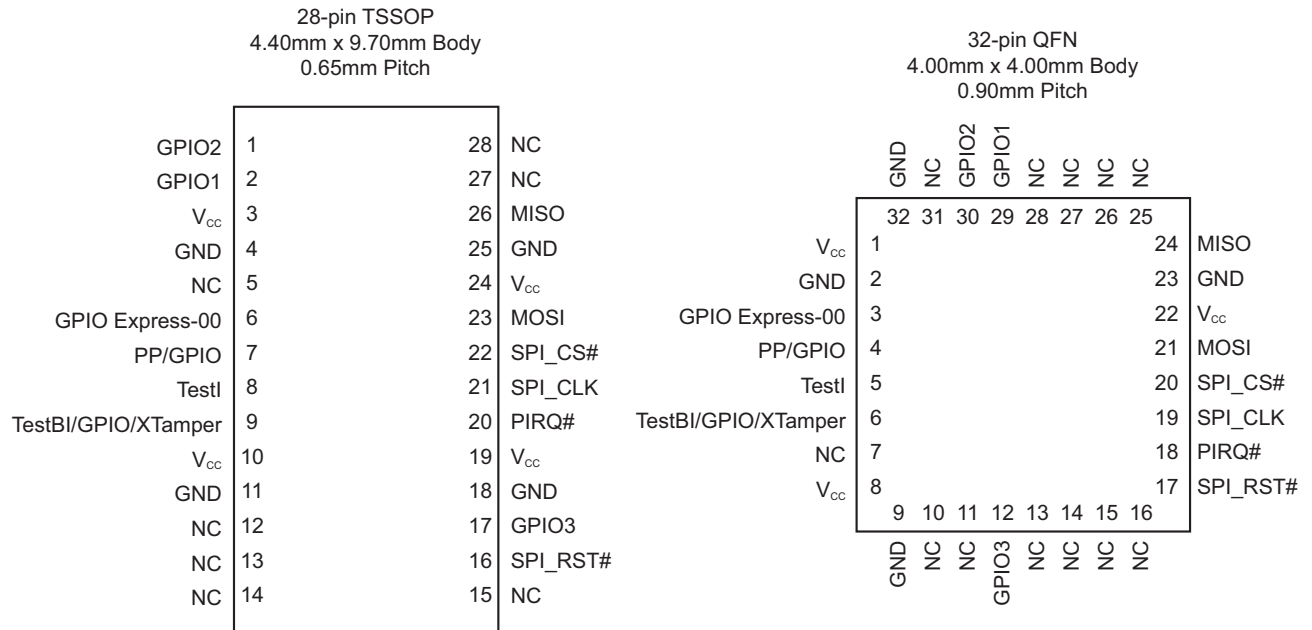 28-pin TSSOP
4.40mm x 9.70mm Body
0.65mm Pitch
GPIO2 1 28 NC
GPIO1 2 27 NC
Vcc 3 26 MISO
GND 4 25 GND
NC 5 24 Vcc
GPIO Express-00 6 23 MOSI
PP/GPIO 7 22 SPI_CS#
TestI 8 21 SPI_CLK
TestBI/GPIO/XTamper 9 20 PIRQ#
Vcc 10 19 Vcc
GND 11 18 GND
NC 12 17 GPIO3
NC 13 16 SPI_RST#
NC 14 15 NC
32-pin QFN
4.00mm x 4.00mm Body
0.90mm Pitch
GND NC GPIO2 GPIO1 NC NC NC NC
32 31 30 29 28 27 26 25
Vcc 1 24 MISO
GND 2 23 GND
GPIO Express-00 3 22 Vcc
PP/GPIO 4 21 MOSI
TestI 5 20 SPI_CS#
TestBI/GPIO/XTamper 6 19 SPI_CLK
NC 7 18 PIRQ#
Vcc 8 17 SPI_RST#
9 10 11 12 13 14 15 16
GND NC NC GPIO3 NC NC NC NC